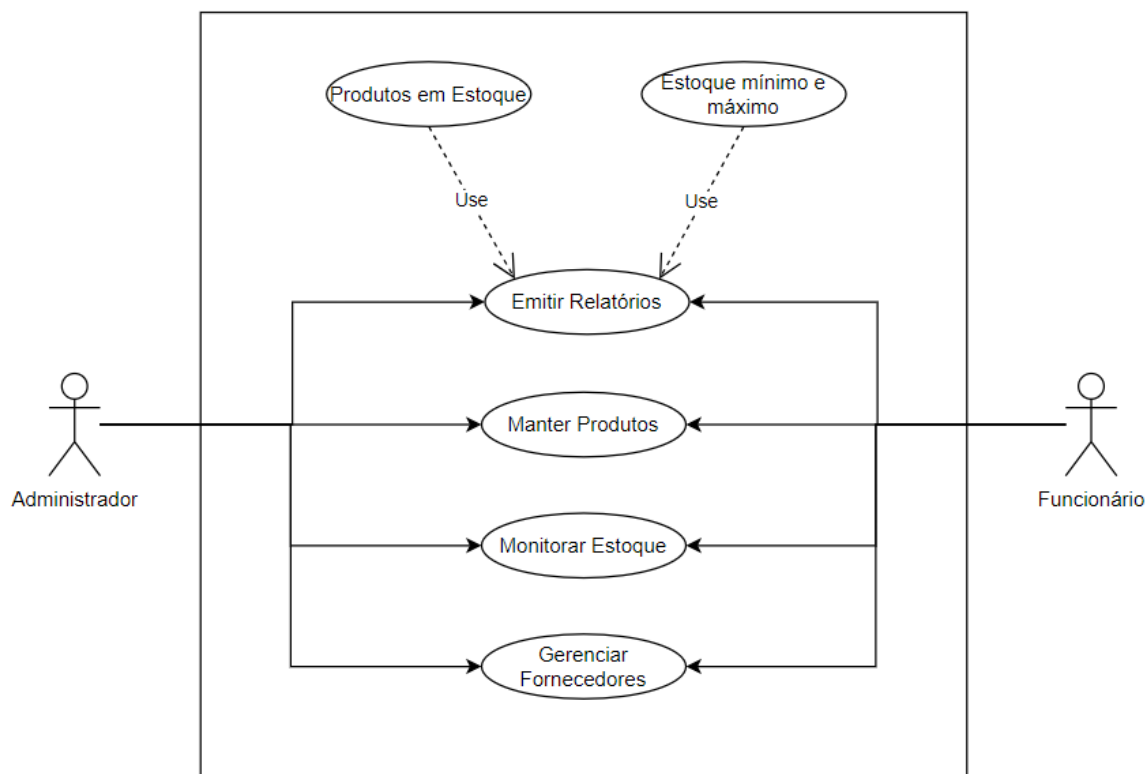 Produtos em Estoque
Estoque mínimo e
máximo
Use
Use
Emitir Relatórios
Manter Produtos
Administrador
Funcionário
Monitorar Estoque
Gerenciar
Fornecedores